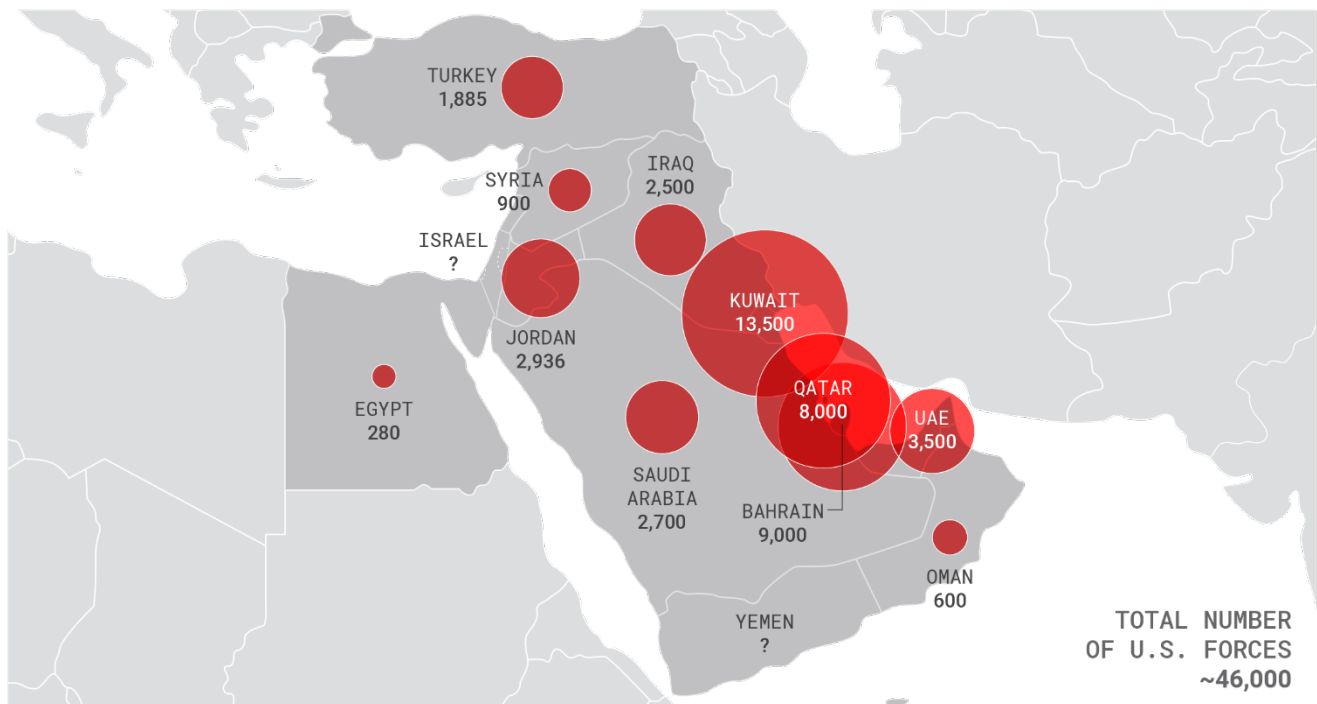 TURKEY
1,885
SYRIA
900
IRAQ
2,500
ISRAEL
?
JORDAN
2,936
KUWAIT
13,500
EGYPT
280
QATAR
8,000
UAE
3,500
SAUDI
ARABIA
2,700
BAHRAIN
9,000
OMAN
600
YEMEN
?
TOTAL NUMBER
OF U.S. FORCES
~46,000